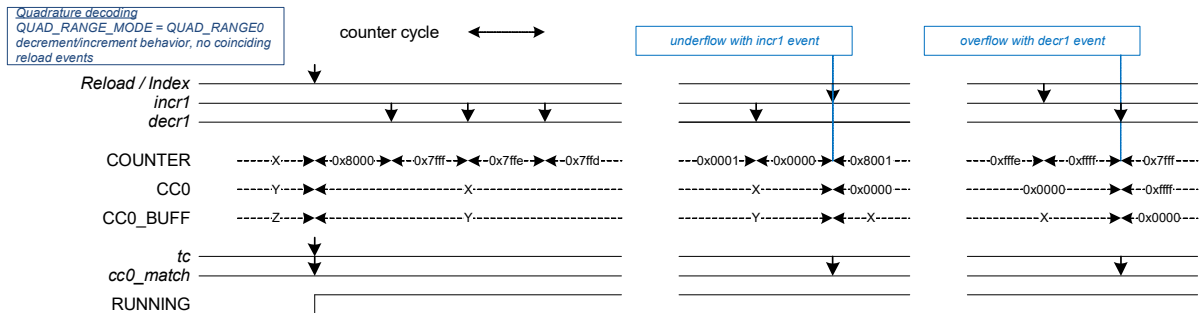 Quadrature decoding
QUAD_RANGE_MODE = QUAD_RANGE0
decrement/increment behavior, no coinciding
reload events
counter cycle
underflow with incr1 event
overflow with decr1 event
Reload / Index
incr1
decr1
COUNTER X 0x8000 0x7fff 0x7ffe 0x7ffd 0x0001 0x0000 0x8001 0xfffe 0xffff 0x7fff
CC0 Y X X 0x0000 0x0000 0xffff
CC0_BUFF Z Y Y X X 0x0000
tc
cc0_match
RUNNING